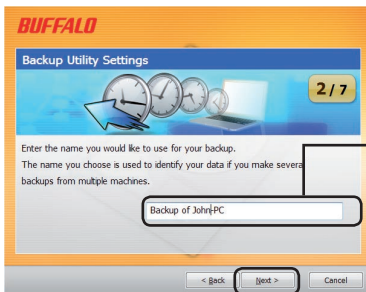 BUFFALO
Backup Utility Settings
2 / 7
Enter the name you would like to use for your backup.
The name you choose is used to identify your data if you make severa
backups from multiple machines.
Backup of John-PC
< Back
Next >
Cancel